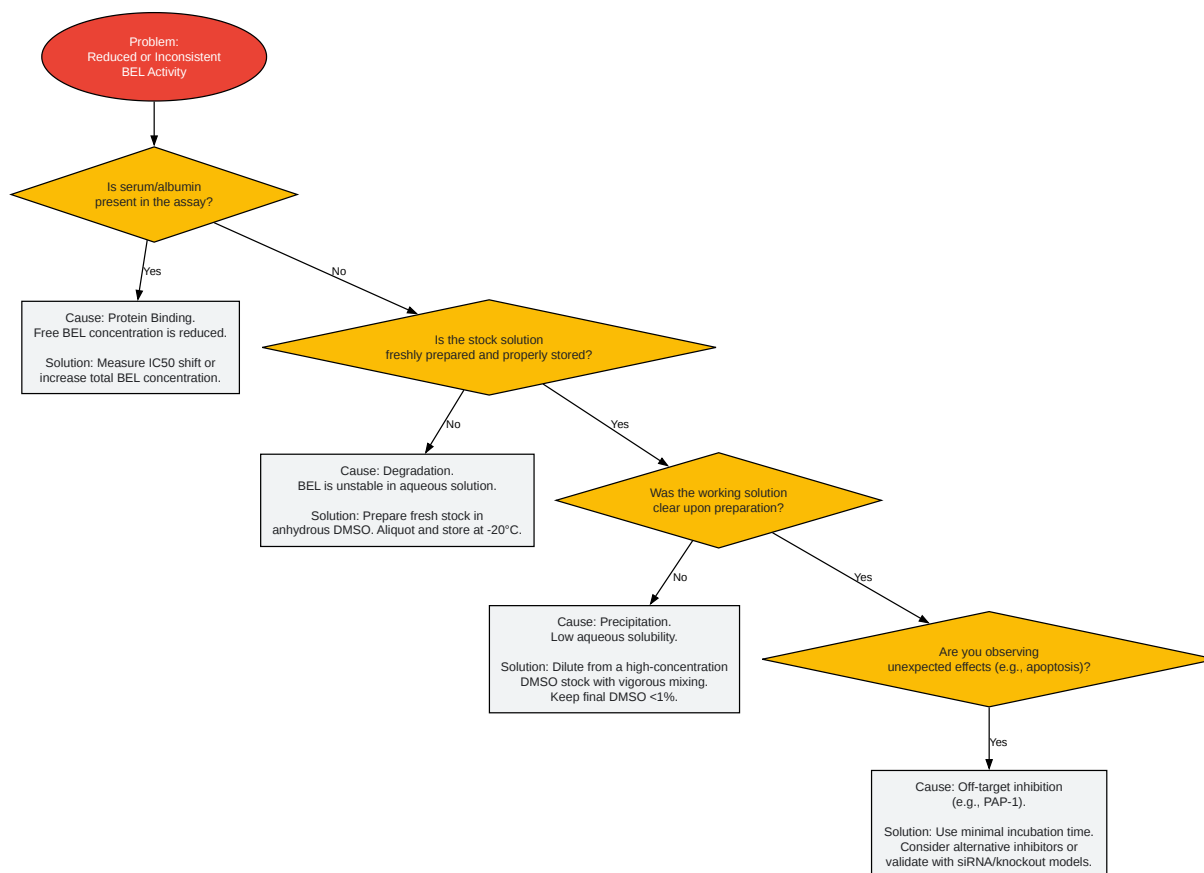 Problem:
Reduced or Inconsistent
BEL Activity
Is serum/albumin
present in the assay?
Yes
No
Cause: Protein Binding.
Free BEL concentration is reduced.
Solution: Measure IC50 shift or
increase total BEL concentration.
Is the stock solution
freshly prepared and properly stored?
No
Yes
Cause: Degradation.
BEL is unstable in aqueous solution.
Solution: Prepare fresh stock in
anhydrous DMSO. Aliquot and store at -20°C.
Was the working solution
clear upon preparation?
No
Yes
Cause: Precipitation.
Low aqueous solubility.
Solution: Dilute from a high-concentration
DMSO stock with vigorous mixing.
Keep final DMSO <1%.
Are you observing
unexpected effects (e.g., apoptosis)?
Yes
Cause: Off-target inhibition
(e.g., PAP-1).
Solution: Use minimal incubation time.
Consider alternative inhibitors or
validate with siRNA/knockout models.